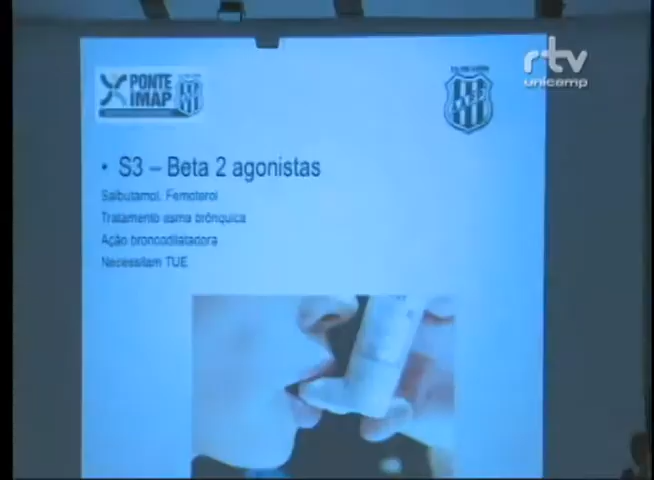 rtv
unicamp
PONTE
IMAP
• S3 – Beta 2 agonistas
Salbutamol, Fenoterol
Tratamento asma brônquica
Ação broncodilatadora
Necessitam TUE